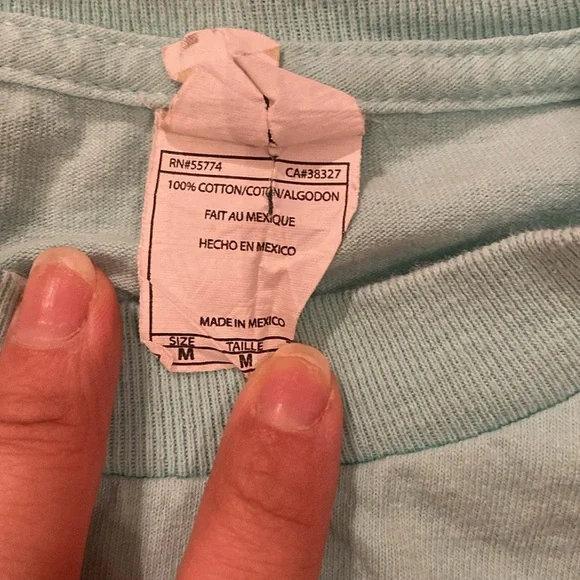 RN#55774 CA#38327
100% COTTON/COTON/ALGODON
FAIT AU MEXIQUE
HECHO EN MEXICO
MADE IN MEXICO
SIZE TAILLE
M M